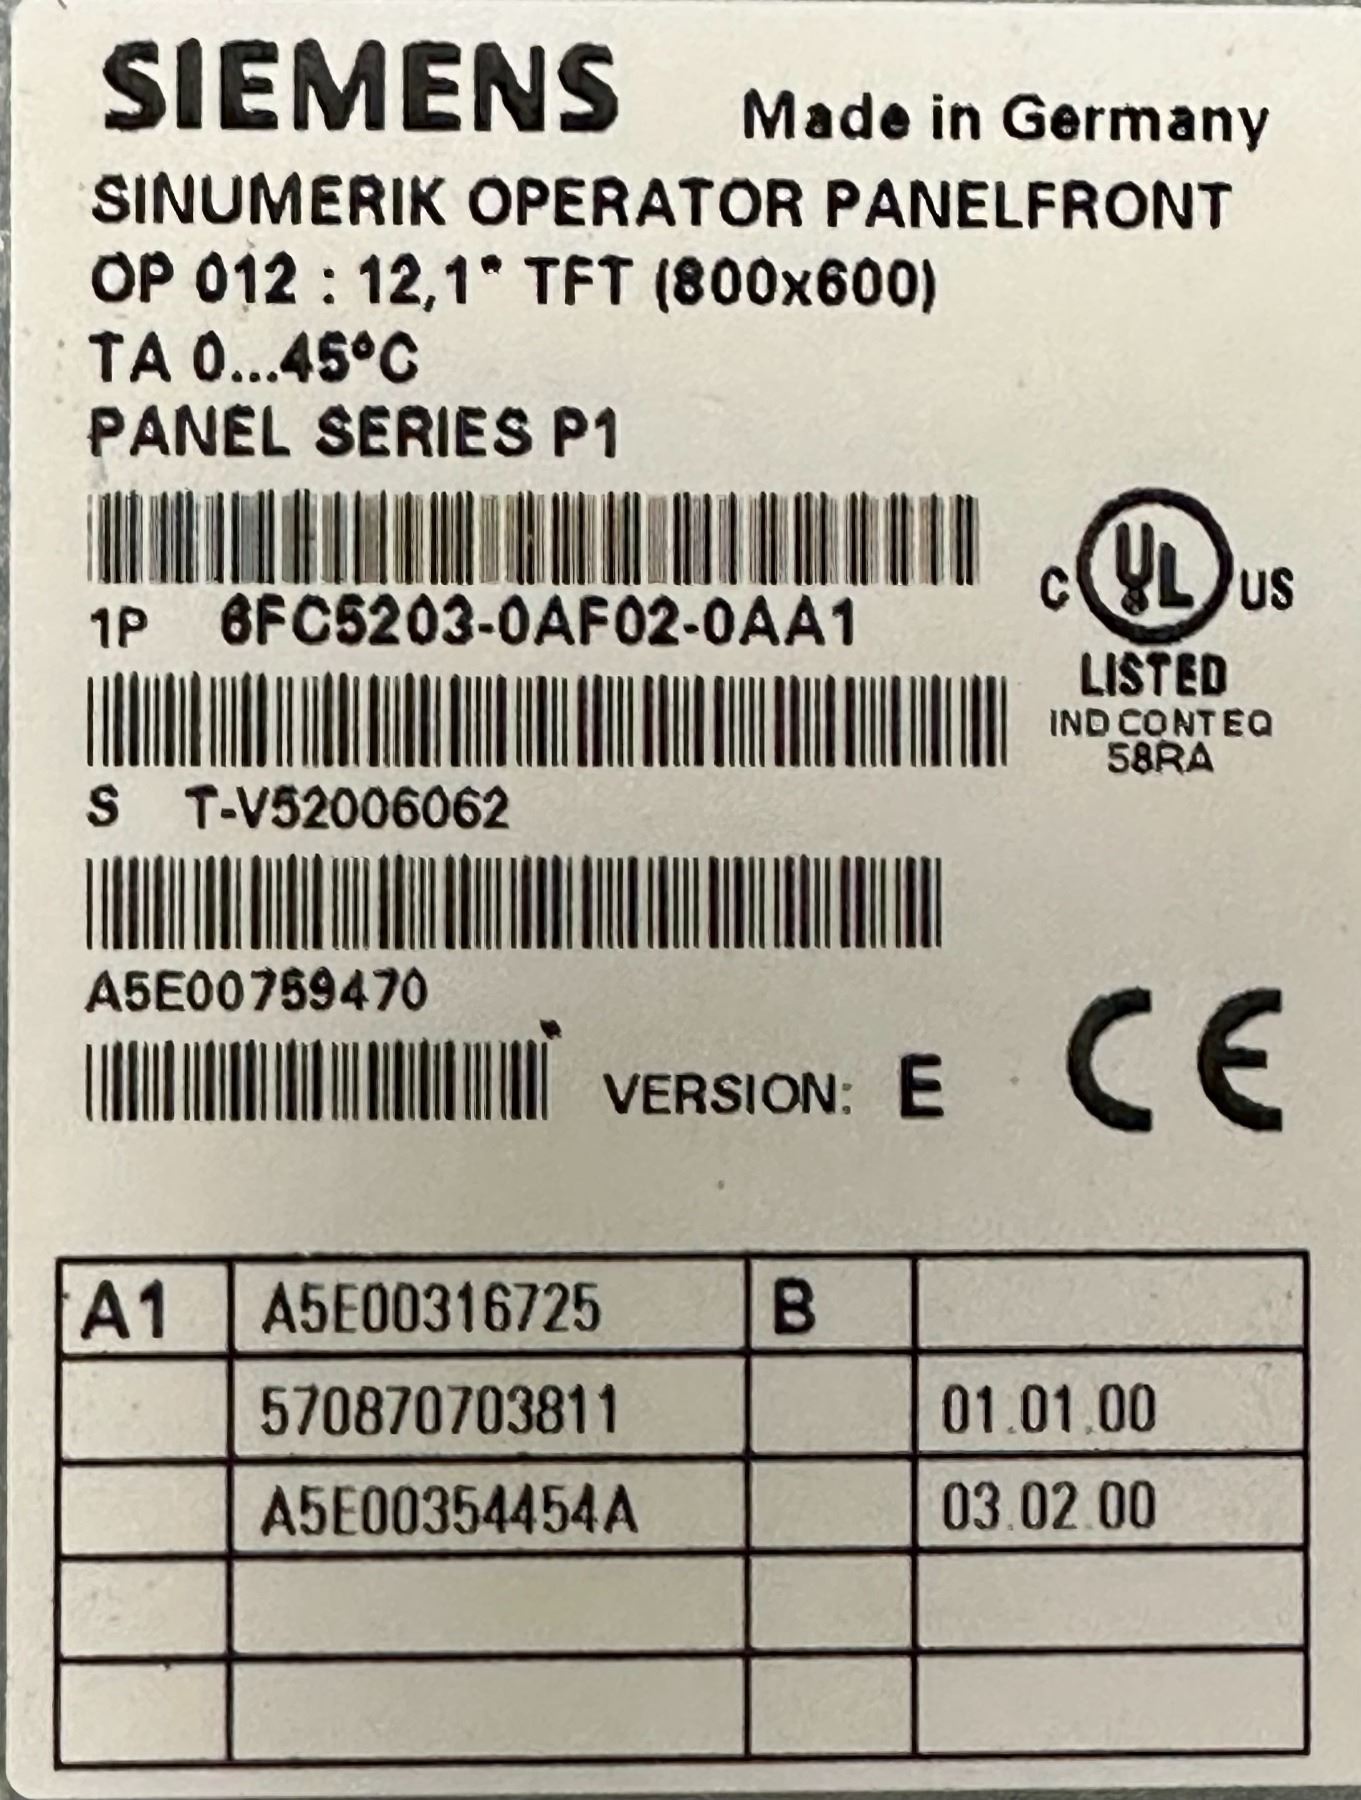 SIEMENS
Made in Germany
SINUMERIK OPERATOR PANELFRONT
OP 012 : 12,1" TFT (800x600)
TA 0...45°C
PANEL SERIES P1
1P 6FC5203-0AF02-0AA1
C UL US
LISTED
IND CONT EQ
58RA
S T-V52006062
A5E00759470
VERSION: E
CE
A1 A5E00316725 B
570870703811 01.01.00
A5E00354454A 03.02.00